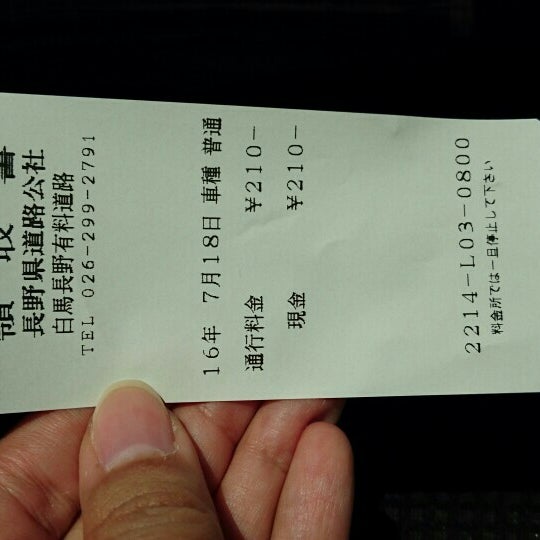 領収書
長野県道路公社
白馬長野有料道路
TEL 026-299-2791
16年 7月18日 車種 普通
通行料金 ¥210-
現金 ¥210-
2214-L03-0800
料金所では一旦停止して下さい